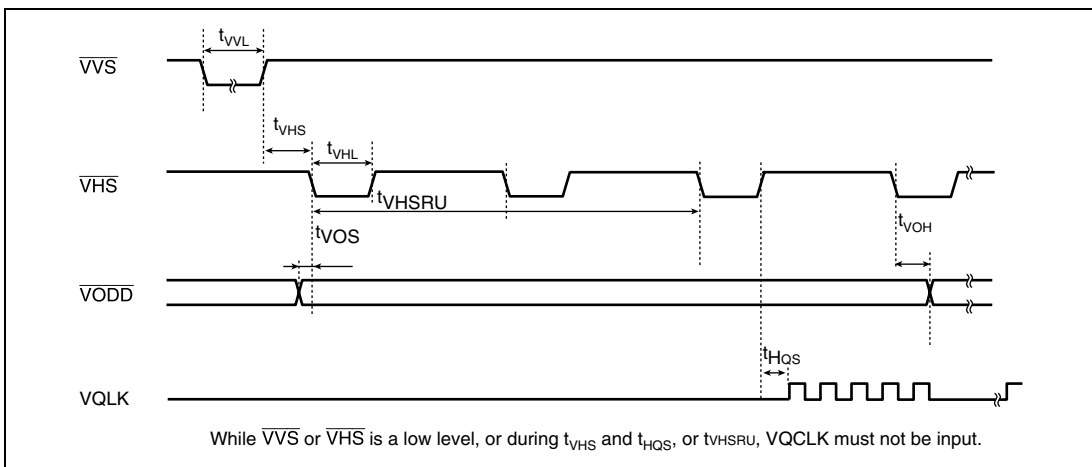 tVVL
VVS
tVHS
tVHL
VHS
tVHSRU
tVOH
tVOS
VODD
tHQS
VQLK
While VVS or VHS is a low level, or during tVHS and tHQS, or tVHSRU, VQCLK must not be input.